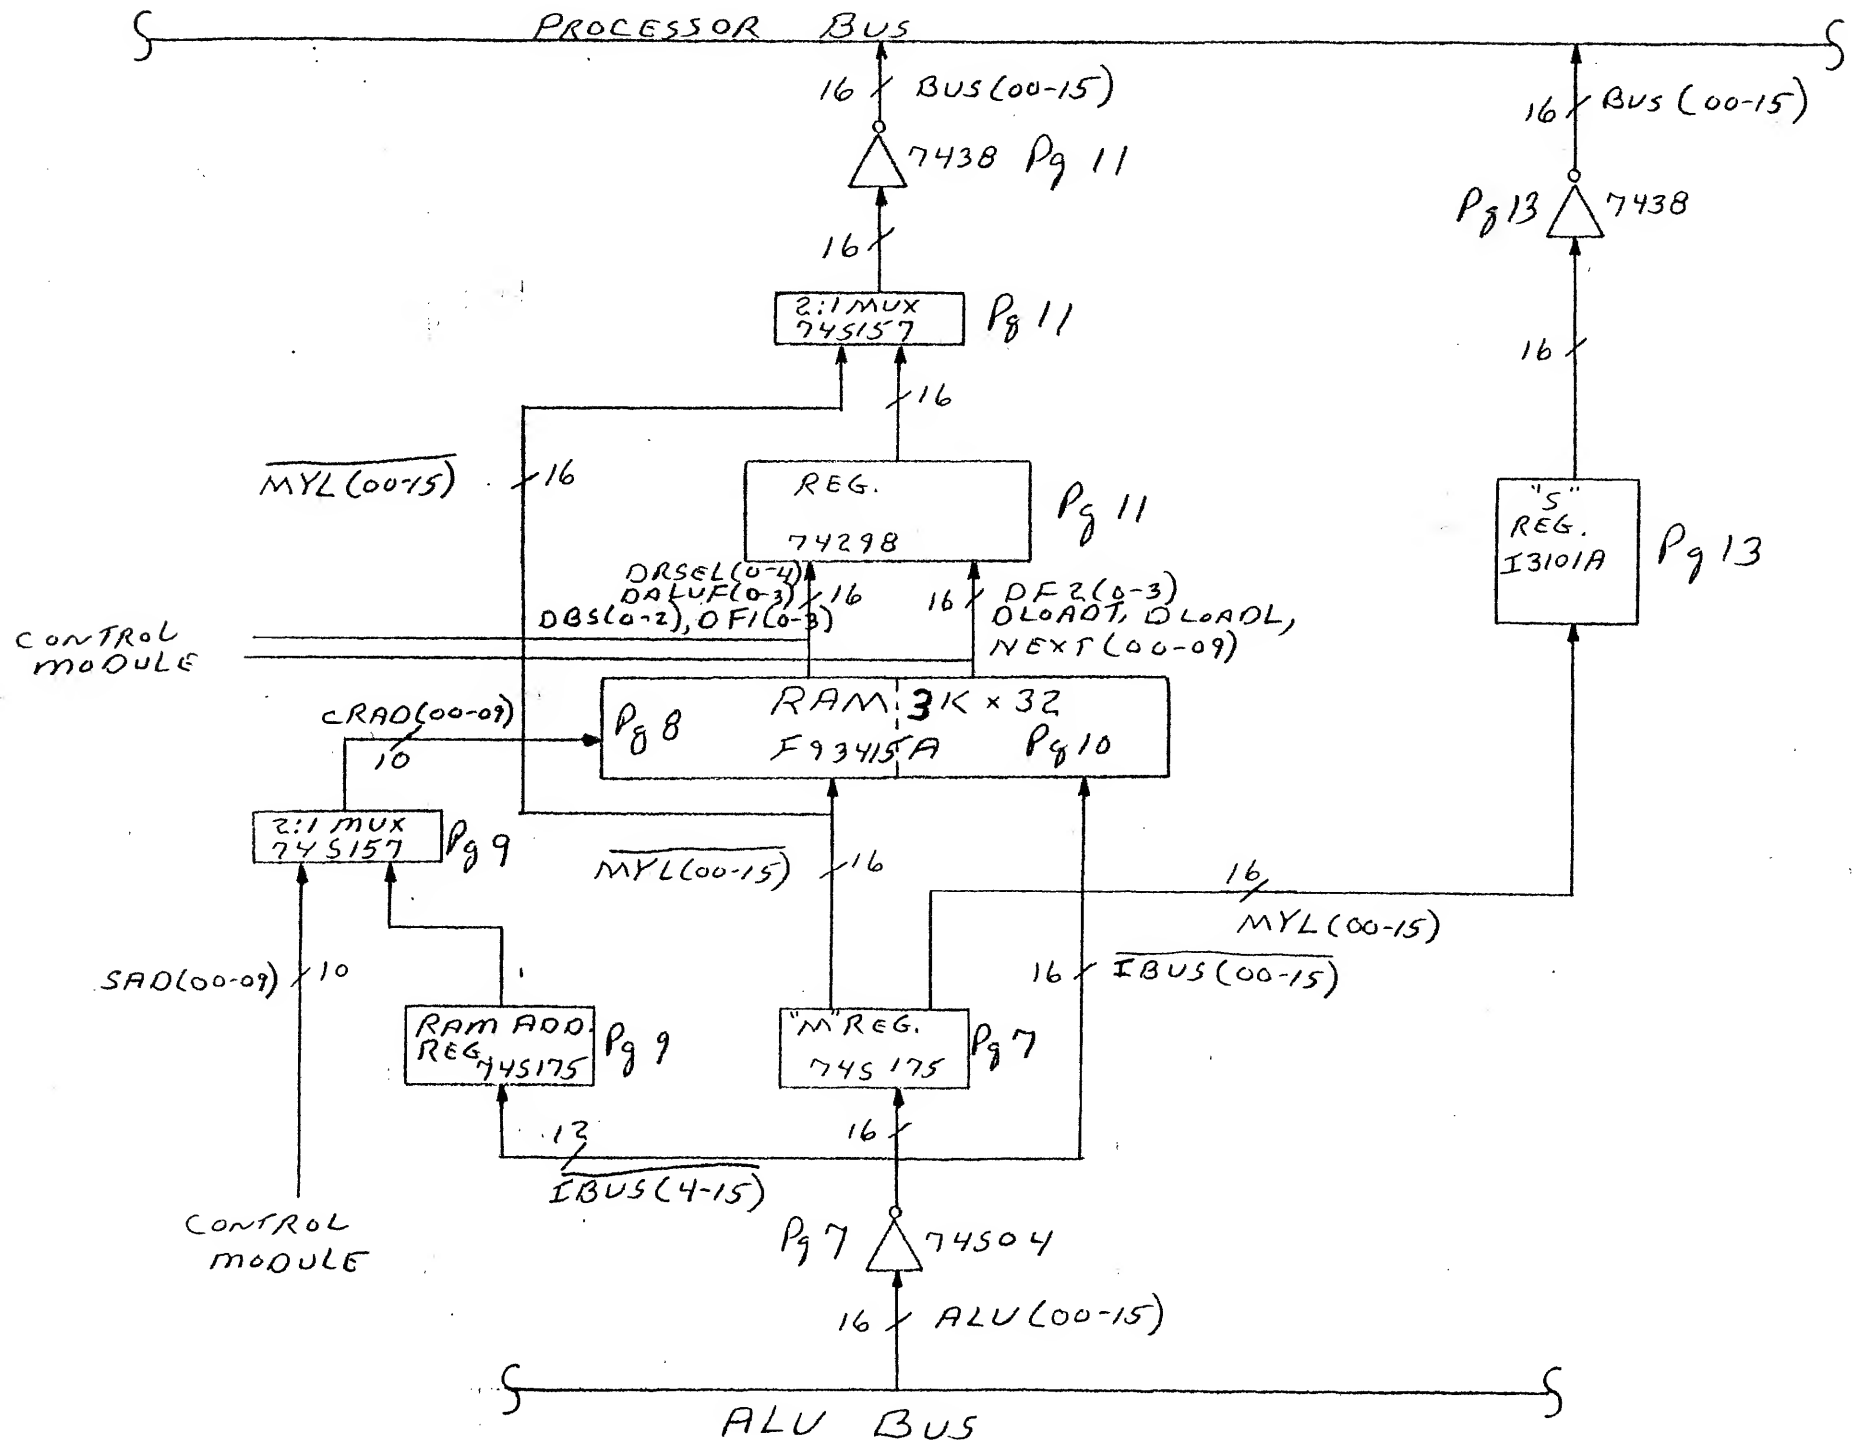 PROCESSOR BUS
16 BUS(00-15)
16 BUS(00-15)
7438 Pg 11
Pg 13 7438
16
2:1 MUX
74S157
Pg 11
16
16
MYL(00-15)
16
REG.
74298
Pg 11
"S"
REG.
I3101A
Pg 13
DRSEL(0-4)
DALUF(0-3)
DBS(0-2), DF1(0-3)
16
16
DF2(0-3)
DLOADT, DLOADL,
NEXT(00-09)
CONTROL
MODULE
CRAD(00-09)
10
Pg 8
RAM 3K x 32
F93415A
Pg 10
2:1 MUX
74S157
Pg 9
MYL(00-15)
16
16
MYL(00-15)
SAD(00-09)
10
16
IBUS(00-15)
RAM ADD.
REG.
74S175
Pg 9
"M" REG.
74S175
Pg 7
12
IBUS(4-15)
16
CONTROL
MODULE
Pg 7
74S04
16 ALU(00-15)
ALU BUS